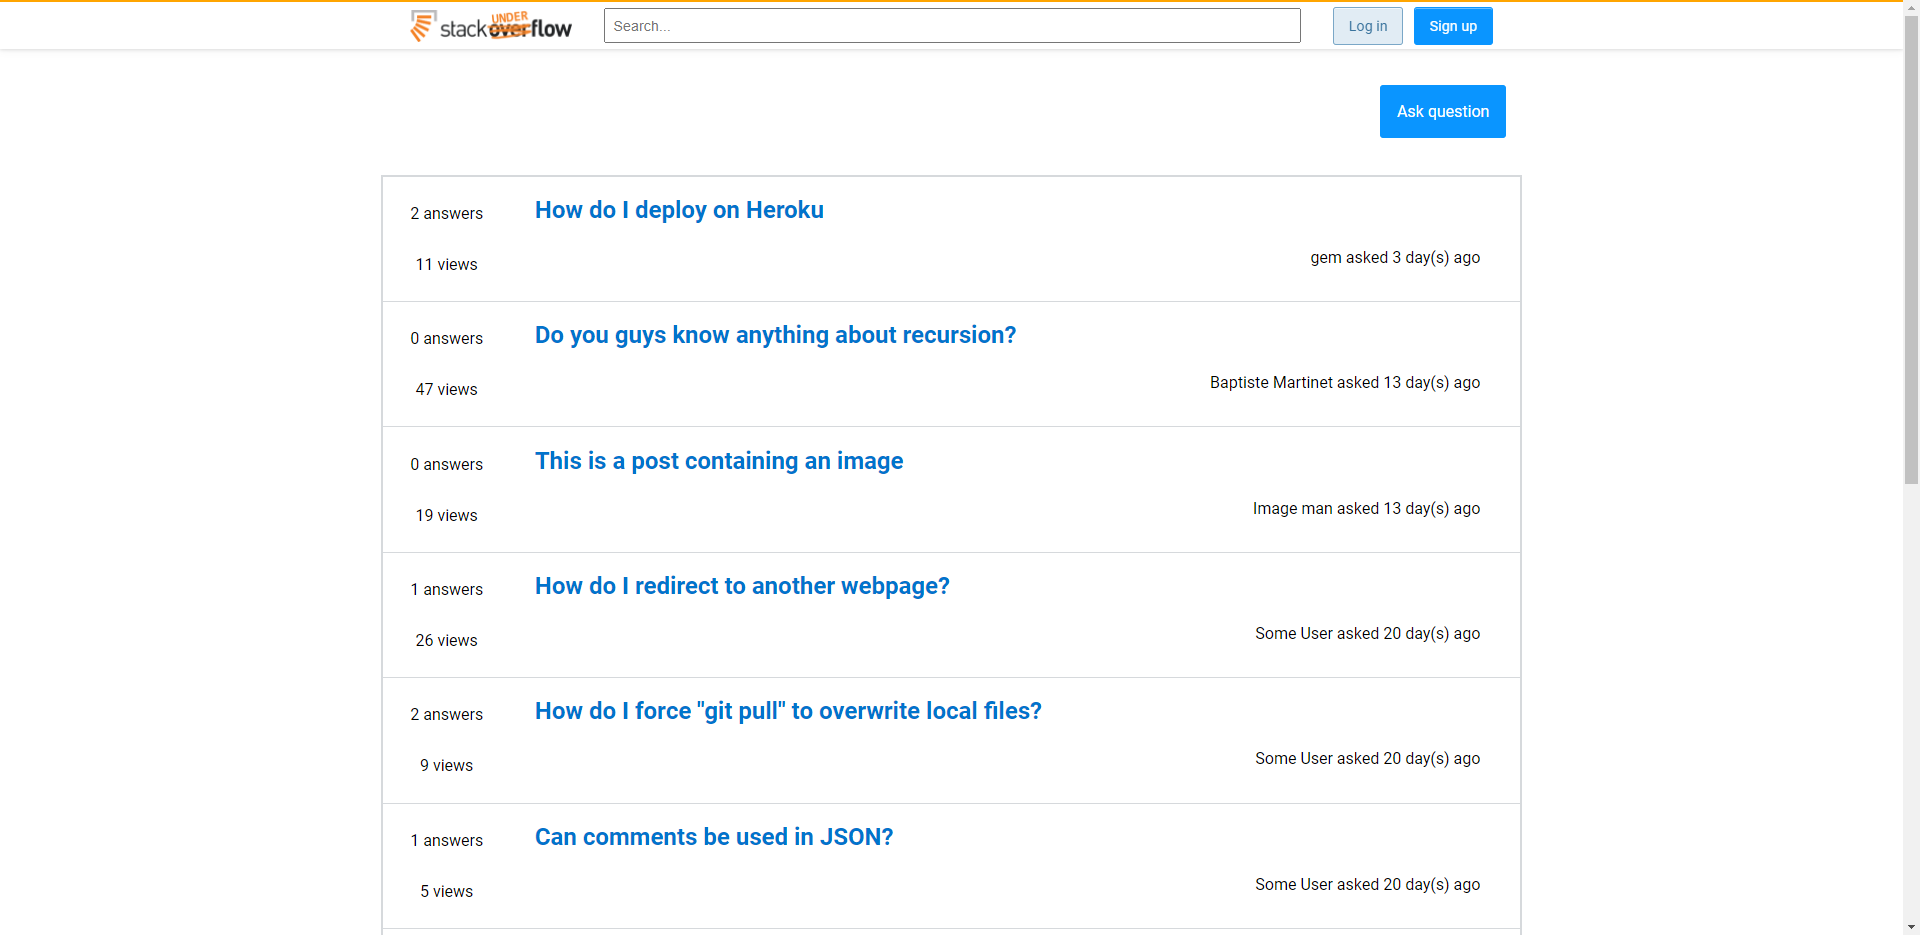 stack overflow UNDER
Search...
Log in
Sign up
Ask question
2 answers
How do I deploy on Heroku
11 views
gem asked 3 day(s) ago
0 answers
Do you guys know anything about recursion?
47 views
Baptiste Martinet asked 13 day(s) ago
0 answers
This is a post containing an image
19 views
Image man asked 13 day(s) ago
1 answers
How do I redirect to another webpage?
26 views
Some User asked 20 day(s) ago
2 answers
How do I force "git pull" to overwrite local files?
9 views
Some User asked 20 day(s) ago
1 answers
Can comments be used in JSON?
5 views
Some User asked 20 day(s) ago